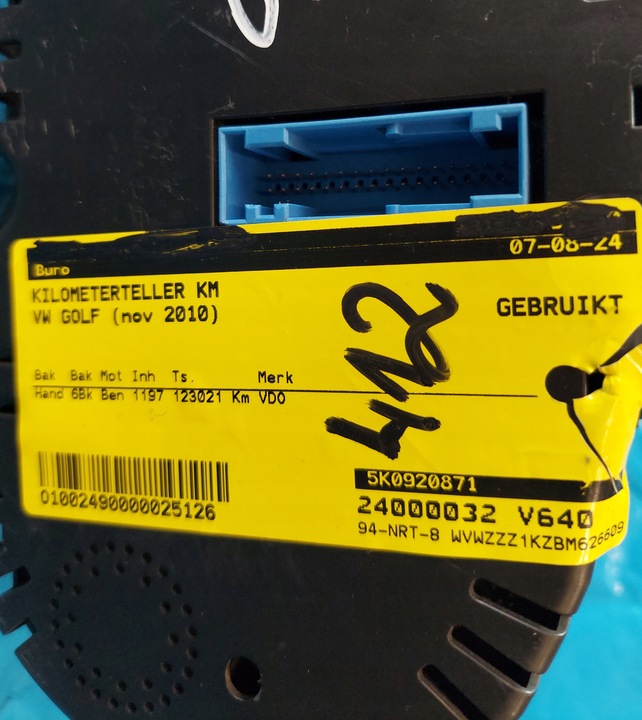 07-08-24
Buro
KILOMETERTELLER KM
VW GOLF (nov 2010)
GEBRUIKT
412
Bak Bak Mot Inh Ts. Merk
Hand 6Bk Ben 1197 123021 Km VDO
5K0920871
01002490000025126
24000032 V640
94-NRT-8 WVWZZZ1KZBM626609